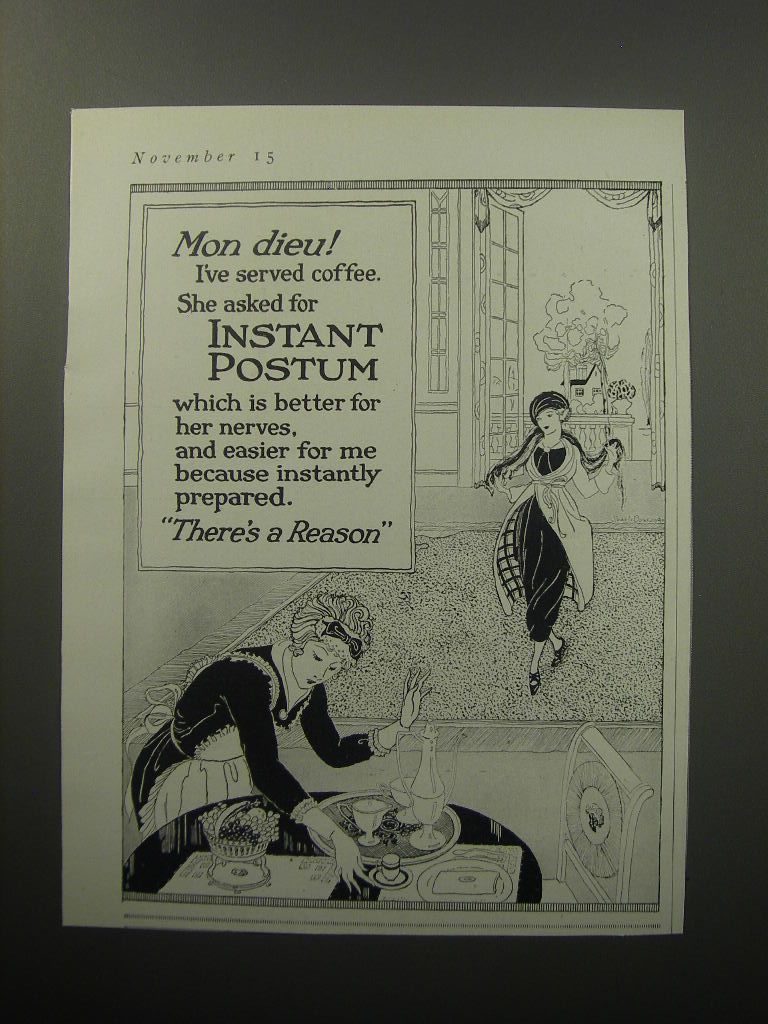 November 15
Mon dieu!
I've served coffee.
She asked for
INSTANT
POSTUM
which is better for
her nerves,
and easier for me
because instantly
prepared.
"There's a Reason"